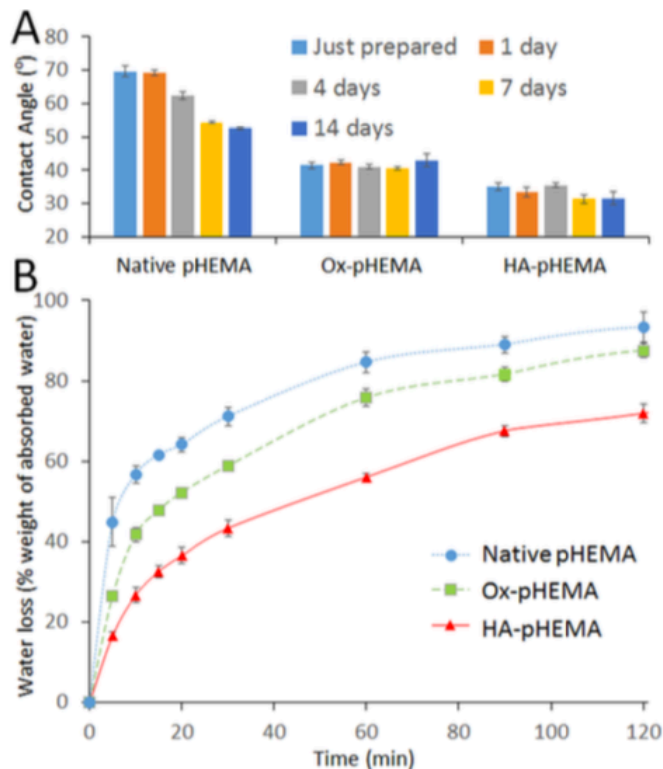 A
Contact Angle (°)
80
70
60
50
40
30
20
Just prepared
1 day
4 days
7 days
14 days
Native pHEMA
Ox-pHEMA
HA-pHEMA
B
Water loss (% weight of absorbed water)
100
80
60
40
20
0
Native pHEMA
Ox-pHEMA
HA-pHEMA
0
20
40
60
80
100
120
Time (min)